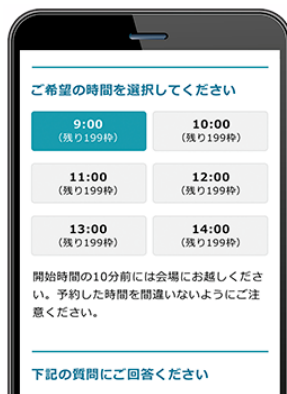 ご希望の時間を選択してください
9:00
(残り199枠)
10:00
(残り199枠)
11:00
(残り199枠)
12:00
(残り199枠)
13:00
(残り199枠)
14:00
(残り199枠)
開始時間の10分前には会場にお越しくださ
い。予約した時間を間違いないようにご注
意ください。
下記の質問にご回答ください